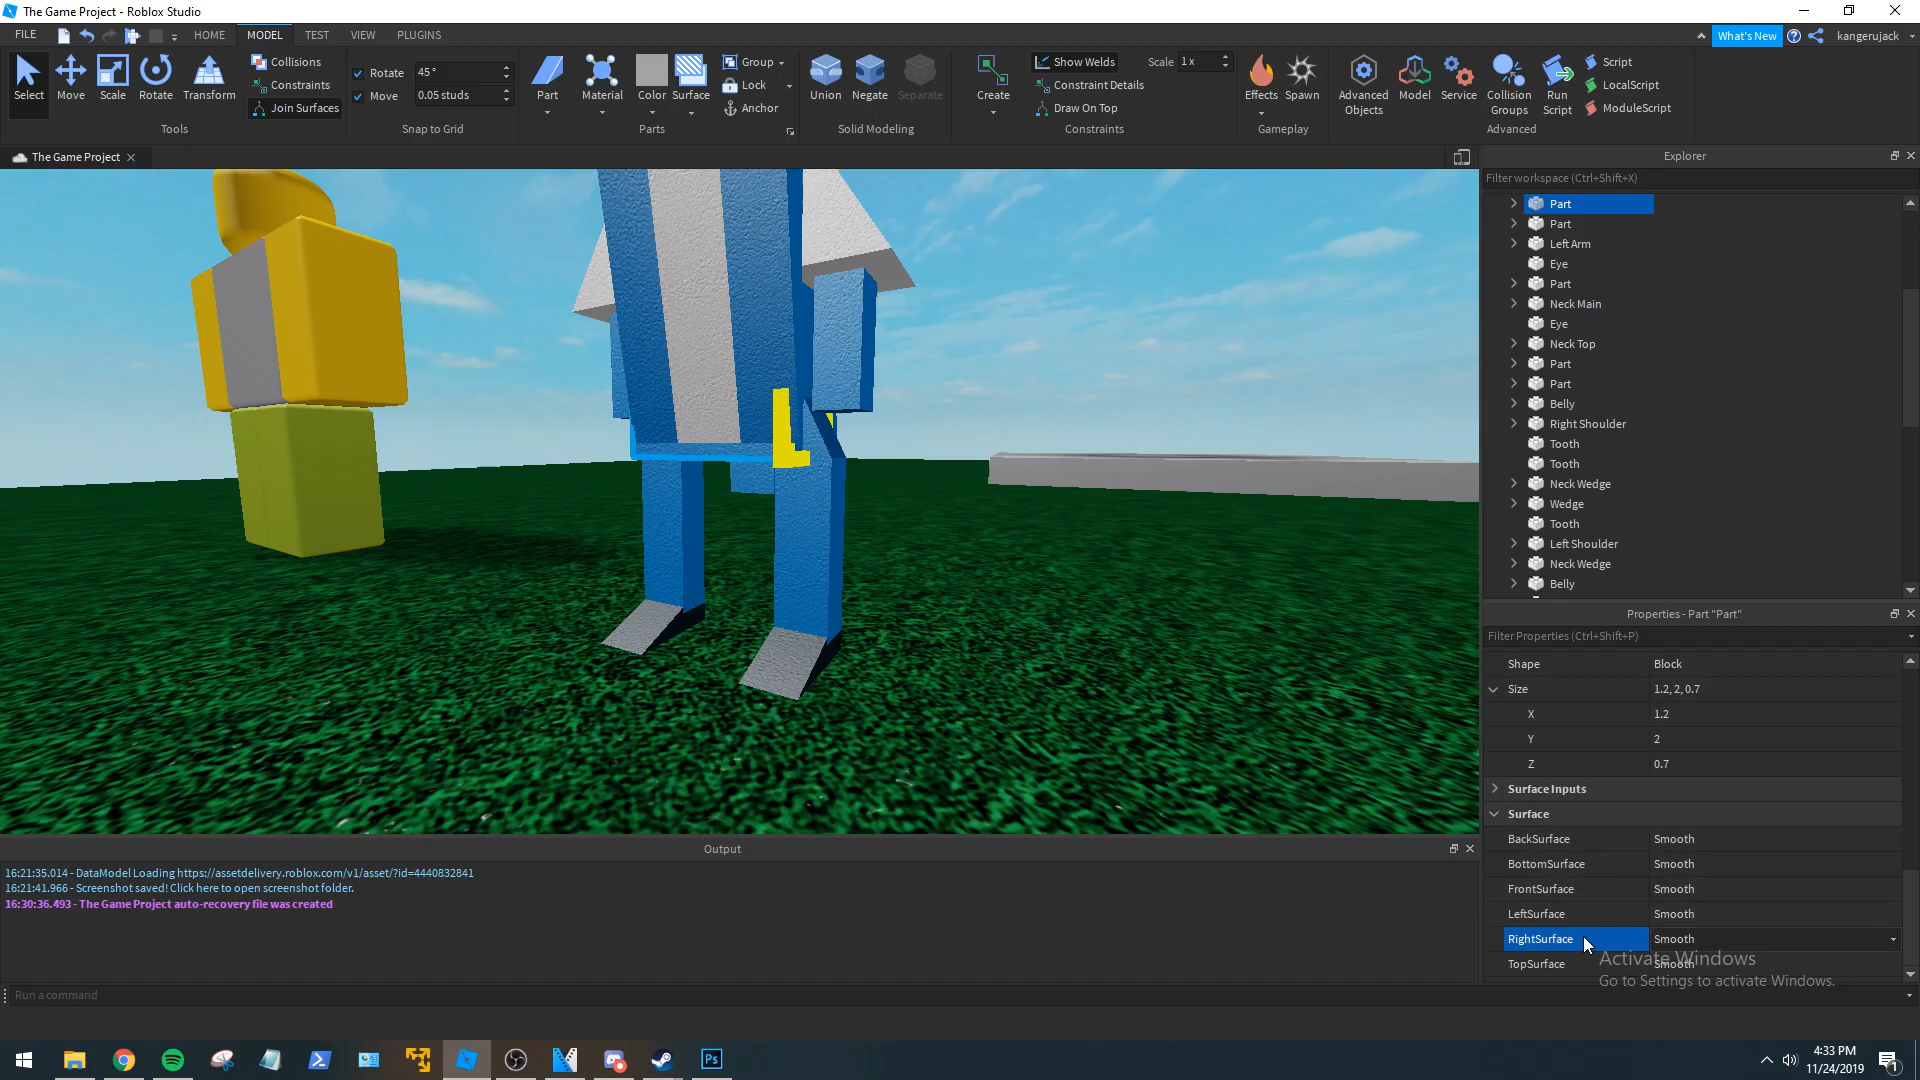 The Game Project - Roblox Studio
FILE HOME MODEL TEST VIEW PLUGINS What's New kangerujack
Select Move Scale Rotate Transform
Collisions
Constraints
Join Surfaces
Tools
Rotate 45 °
Move 0.05 studs
Snap to Grid
Part Material Color Surface
Group
Lock
Anchor
Parts
Union Negate Separate
Solid Modeling
Create
Show Welds
Constraint Details
Draw On Top
Scale 1 x
Constraints
Effects Spawn
Gameplay
Advanced Objects
Model
Service
Collision Groups
Run Script
Script
LocalScript
ModuleScript
Advanced
The Game Project
Explorer
Filter workspace (Ctrl+Shift+X)
Part
Part
Left Arm
Eye
Part
Neck Main
Eye
Neck Top
Part
Part
Belly
Right Shoulder
Tooth
Tooth
Neck Wedge
Wedge
Tooth
Left Shoulder
Neck Wedge
Belly
Properties - Part "Part"
Filter Properties (Ctrl+Shift+P)
Shape Block
Size 1.2, 2, 0.7
X 1.2
Y 2
Z 0.7
Surface Inputs
Surface
BackSurface Smooth
BottomSurface Smooth
FrontSurface Smooth
LeftSurface Smooth
RightSurface Smooth
TopSurface Smooth
Activate Windows
Go to Settings to activate Windows.
Output
16:21:35.014 - DataModel Loading https://assetdelivery.roblox.com/v1/asset/?id=4440832841
16:21:41.966 - Screenshot saved! Click here to open screenshot folder.
16:30:36.493 - The Game Project auto-recovery file was created
Run a command
Ps
4:33 PM
11/24/2019
1